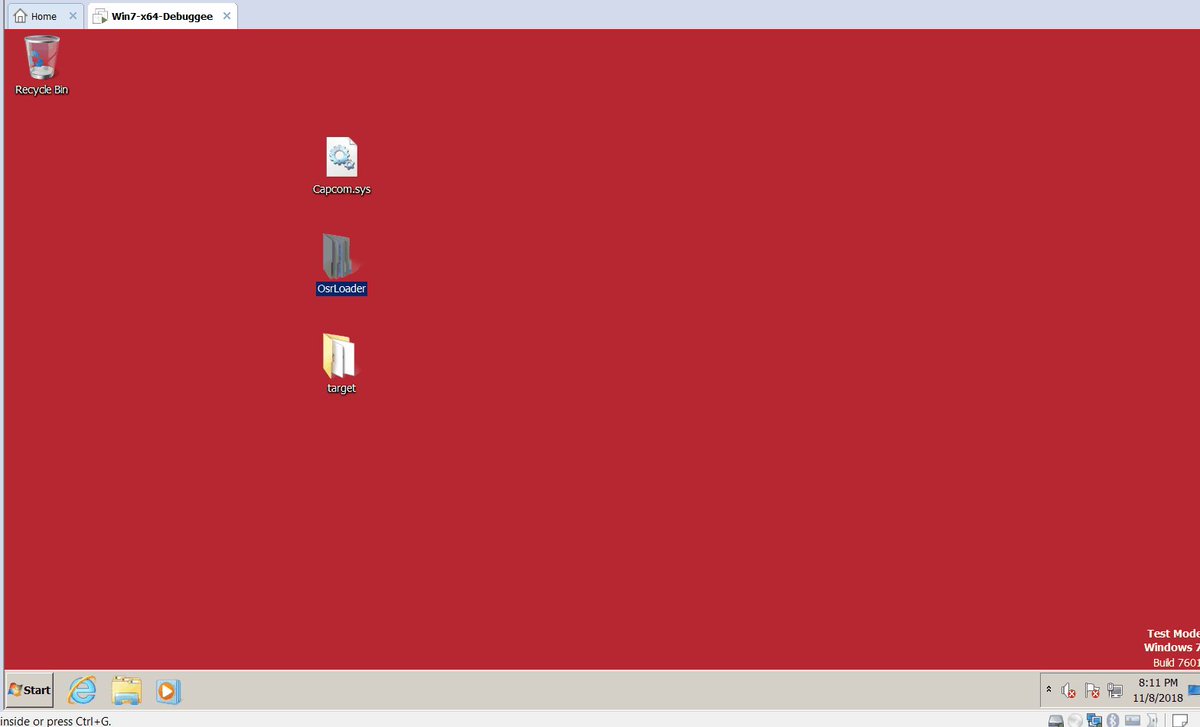 Home
Win7-x64-Debuggee
Recycle Bin
Capcom.sys
OsrLoader
target
Test Mode
Windows 7
Build 7601
Start
8:11 PM
11/8/2018
inside or press Ctrl+G.